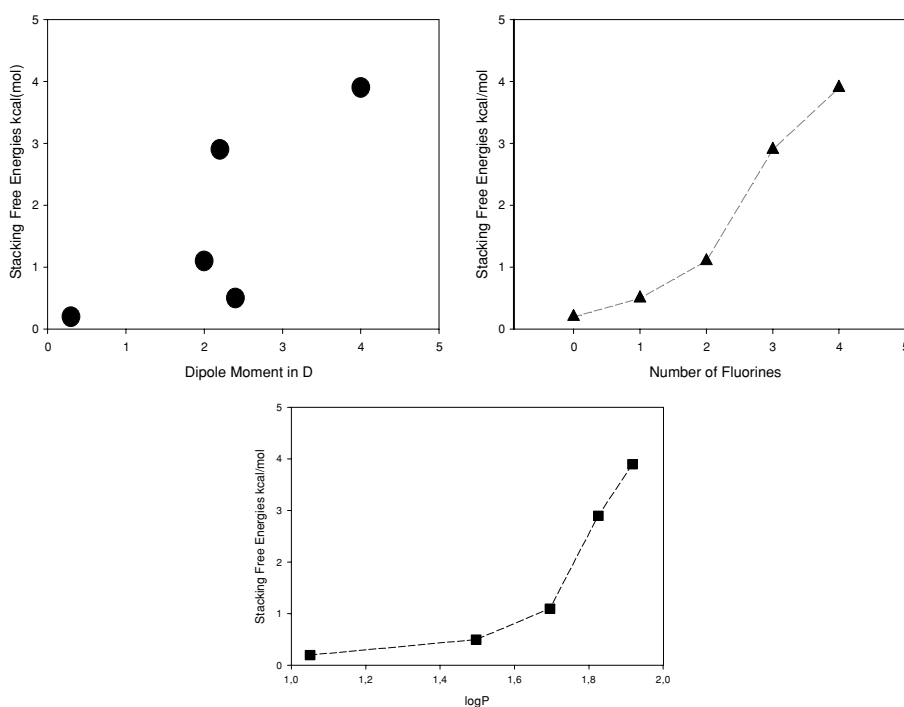 Stacking Free Energies kcal(mol)
5
4
3
2
1
0
0 1 2 3 4 5
Dipole Moment in D
Stacking Free Energies kcal/mol
5
4
3
2
1
0
0 1 2 3 4 5
Number of Fluorines
Stacking Free Energies kcal/mol
5
4
3
2
1
0
1,0 1,2 1,4 1,6 1,8 2,0
logP